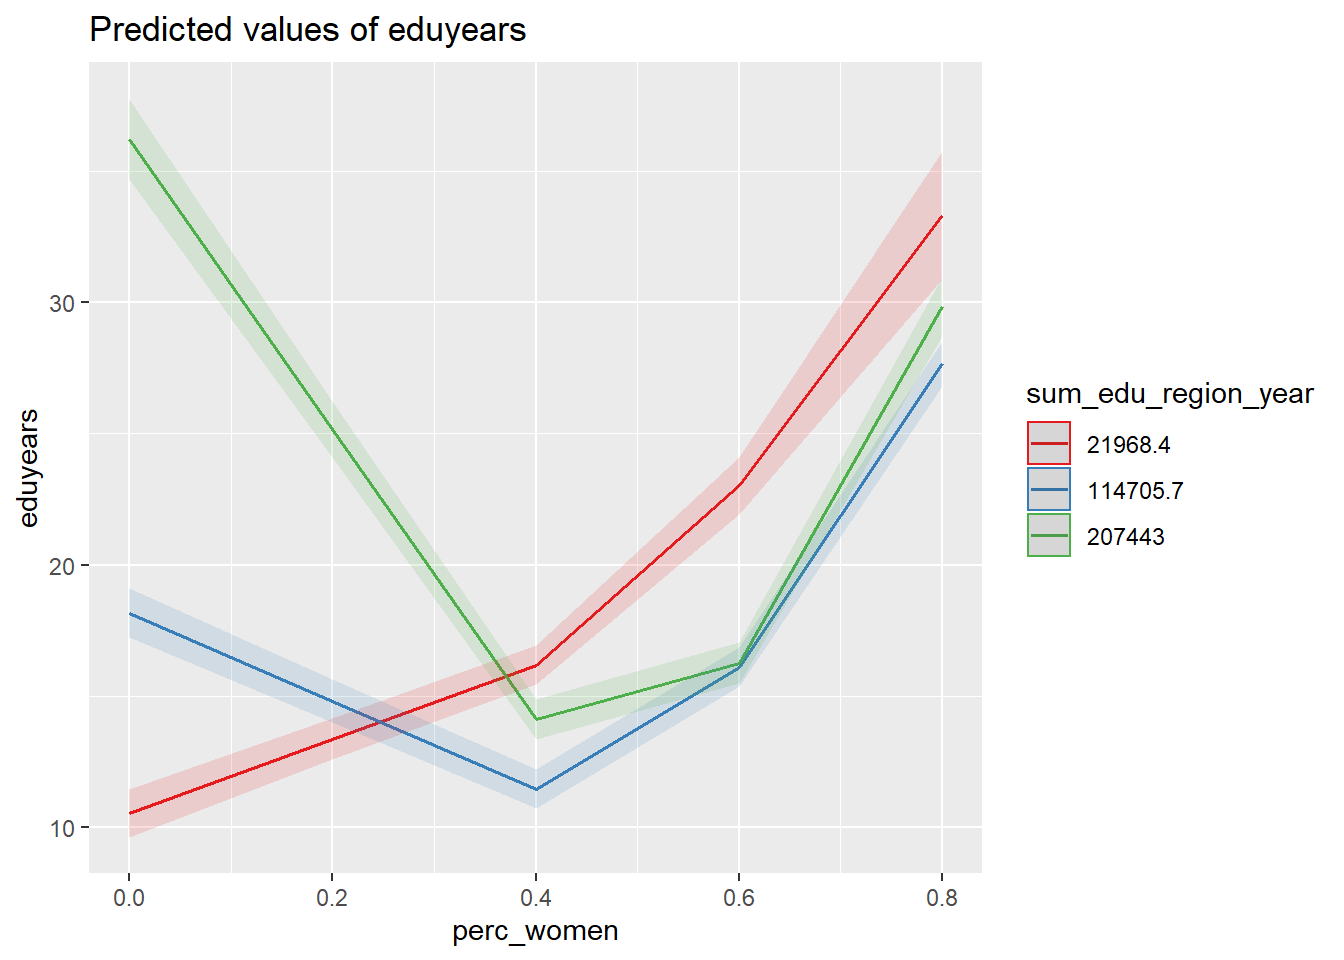 Predicted values of eduyears
eduyears
30
20
10
0.0 0.2 0.4 0.6 0.8
perc_women
sum_edu_region_year
21968.4
114705.7
207443